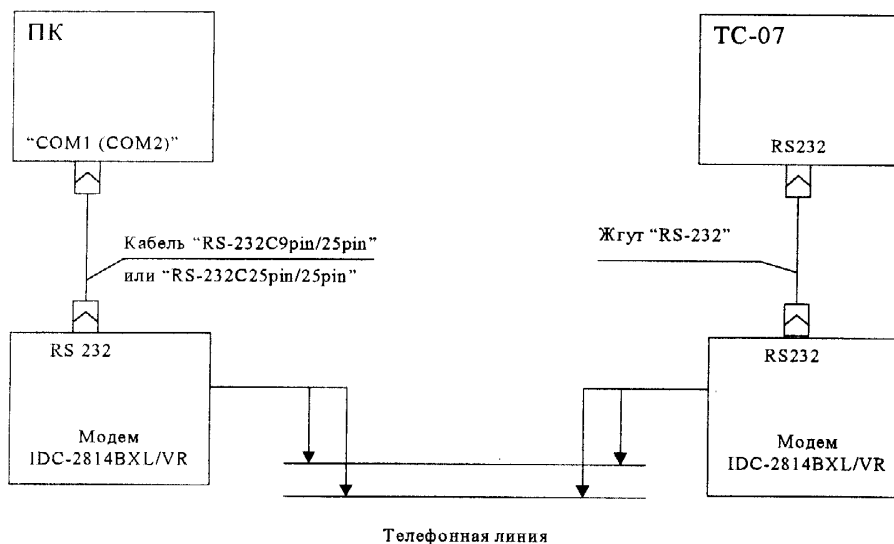 ПК
ТС-07
“COM1 (COM2)”
RS232
Кабель “RS-232C9pin/25pin”
или “RS-232C25pin/25pin”
Жгут “RS-232”
RS 232
RS232
Модем
IDC-2814BXL/VR
Модем
IDC-2814BXL/VR
Телефонная линия